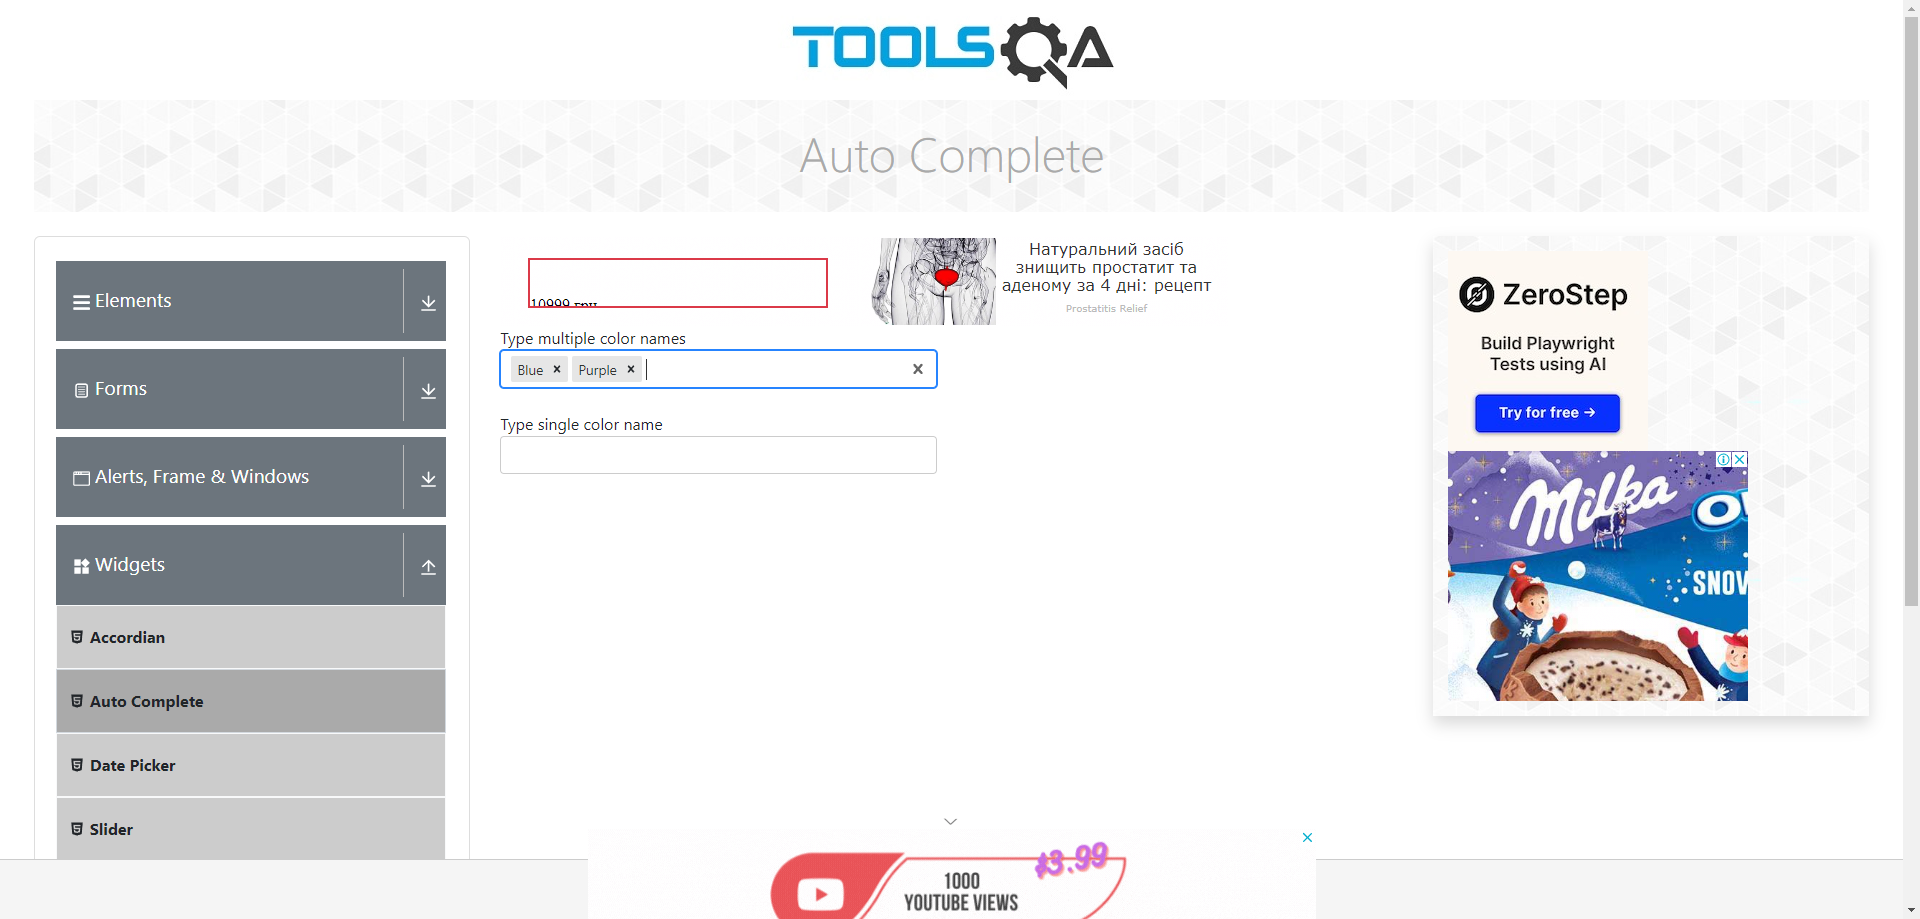 TOOLSQA
Auto Complete
Elements
Forms
Alerts, Frame & Windows
Widgets
Accordian
Auto Complete
Date Picker
Slider
10999 грн
Натуральний засіб
знищить простатит та
аденому за 4 дні: рецепт
Prostatitis Relief
Type multiple color names
Blue
Purple
Type single color name
ZeroStep
Build Playwright
Tests using AI
Try for free →
Milka
O
SNOW
$3.99
1000
YOUTUBE VIEWS